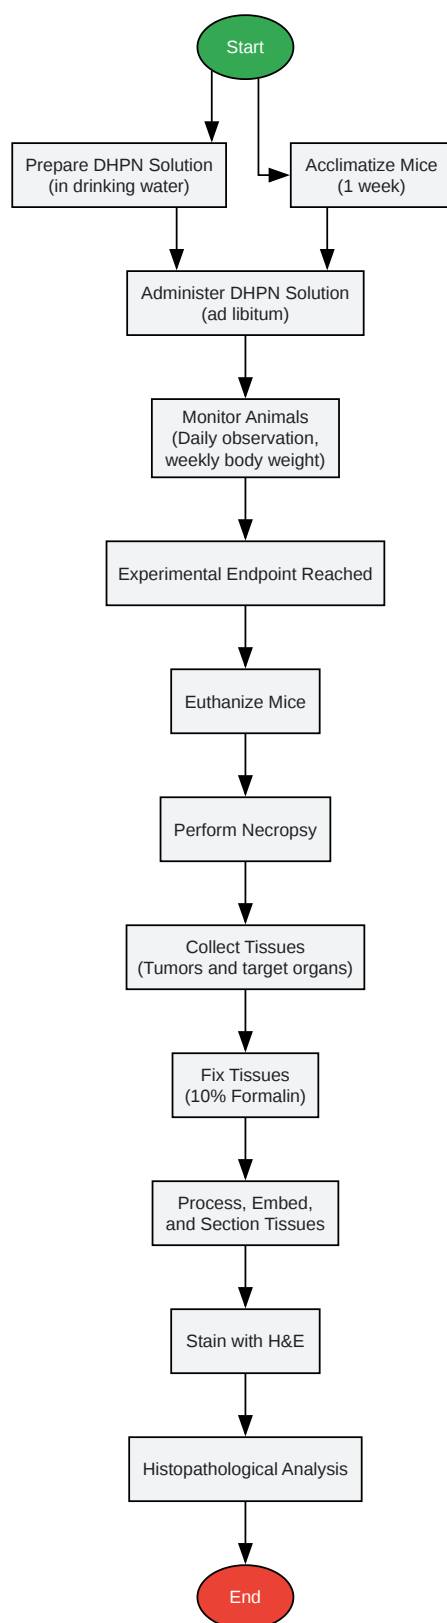 Start
Prepare DHPN Solution
(in drinking water)
Acclimatize Mice
(1 week)
Administer DHPN Solution
(ad libitum)
Monitor Animals
(Daily observation,
weekly body weight)
Experimental Endpoint Reached
Euthanize Mice
Perform Necropsy
Collect Tissues
(Tumors and target organs)
Fix Tissues
(10% Formalin)
Process, Embed,
and Section Tissues
Stain with H&E
Histopathological Analysis
End